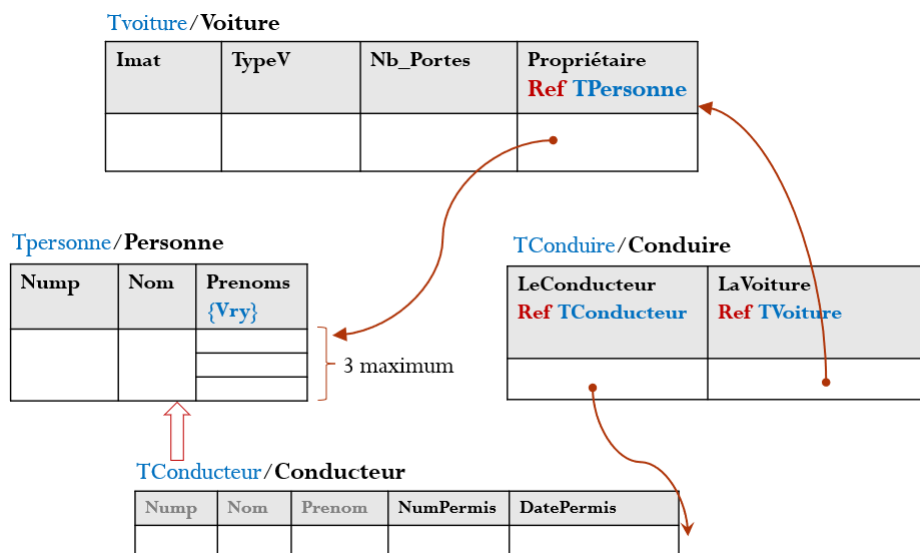 Tvoiture/Voiture
Imat TypeV Nb_Portes Propriétaire
Ref TPersonne
Tpersonne/Personne
Nump Nom Prenoms
{Vry}
3 maximum
TConduire/Conduire
LeConducteur LaVoiture
Ref TConducteur Ref TVoiture
TConducteur/Conducteur
Nump Nom Prenom NumPermis DatePermis